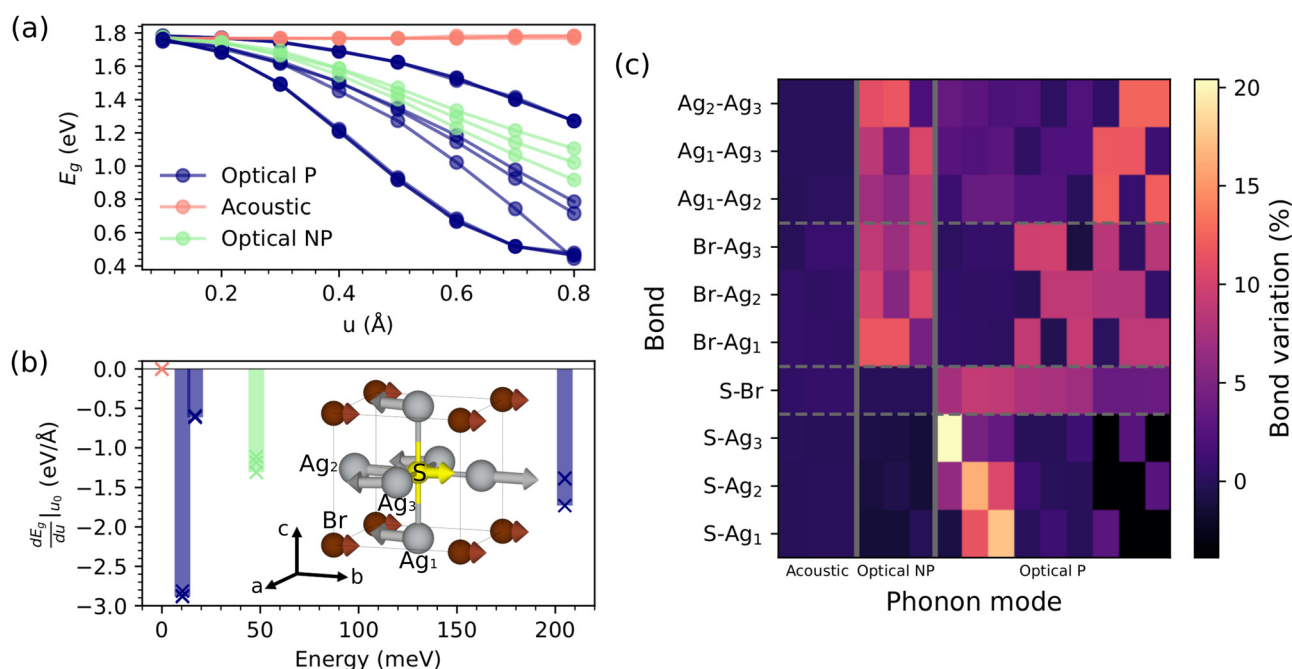 (a)
1.8
1.6
1.4
1.2
1.0
0.8
0.6
0.4
E_g (eV)
Optical P
Acoustic
Optical NP
0.2 0.4 0.6 0.8
u (Å)
(b)
0.0
−0.5
−1.0
−1.5
−2.0
−2.5
−3.0
dE_g/du|u_0 (eV/Å)
Ag₂
S
Ag₃
Br
Ag₁
c
a
b
0 50 100 150 200
Energy (meV)
(c)
Bond
Ag₂-Ag₃
Ag₁-Ag₃
Ag₁-Ag₂
Br-Ag₃
Br-Ag₂
Br-Ag₁
S-Br
S-Ag₃
S-Ag₂
S-Ag₁
Acoustic Optical NP Optical P
Phonon mode
20
15
10
5
0
Bond variation (%)